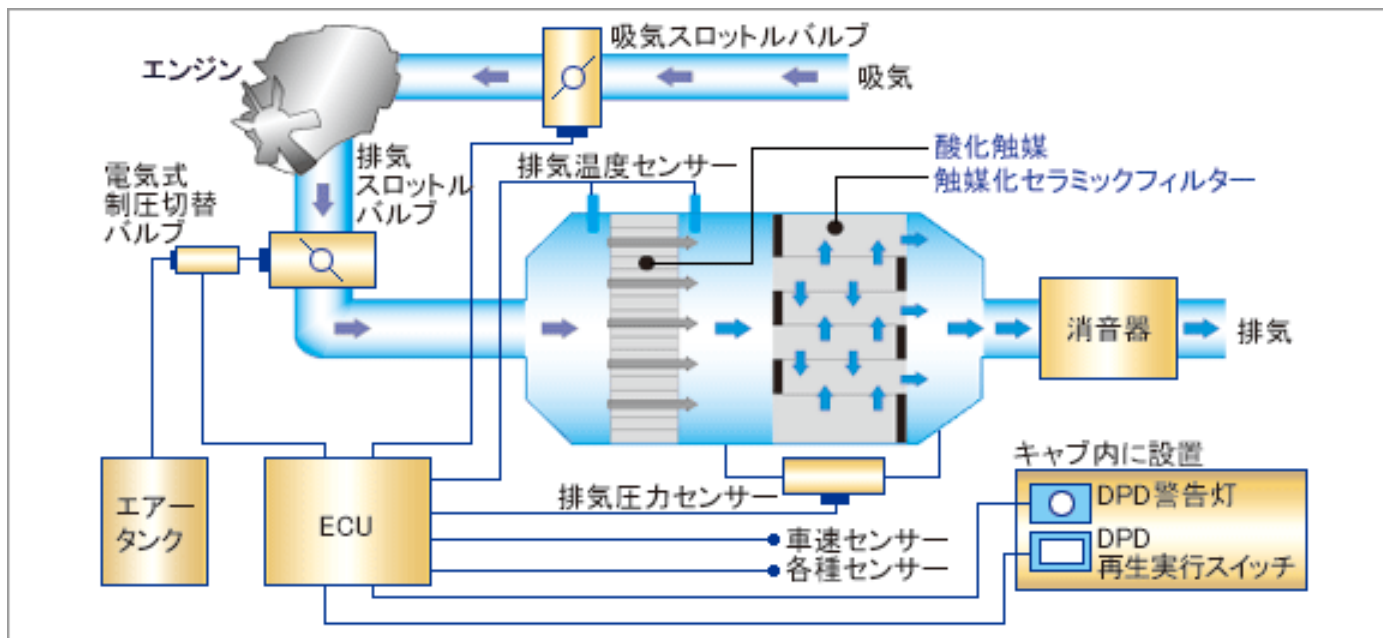 吸気スロットルバルブ
エンジン
吸気
酸化触媒
排気
スロットル
バルブ
排気温度センサー
電気式
制圧切替
バルブ
触媒化セラミックフィルター
消音器
排気
キャブ内に設置
エアー
タンク
ECU
排気圧力センサー
DPD警告灯
車速センサー
DPD
再生実行スイッチ
各種センサー